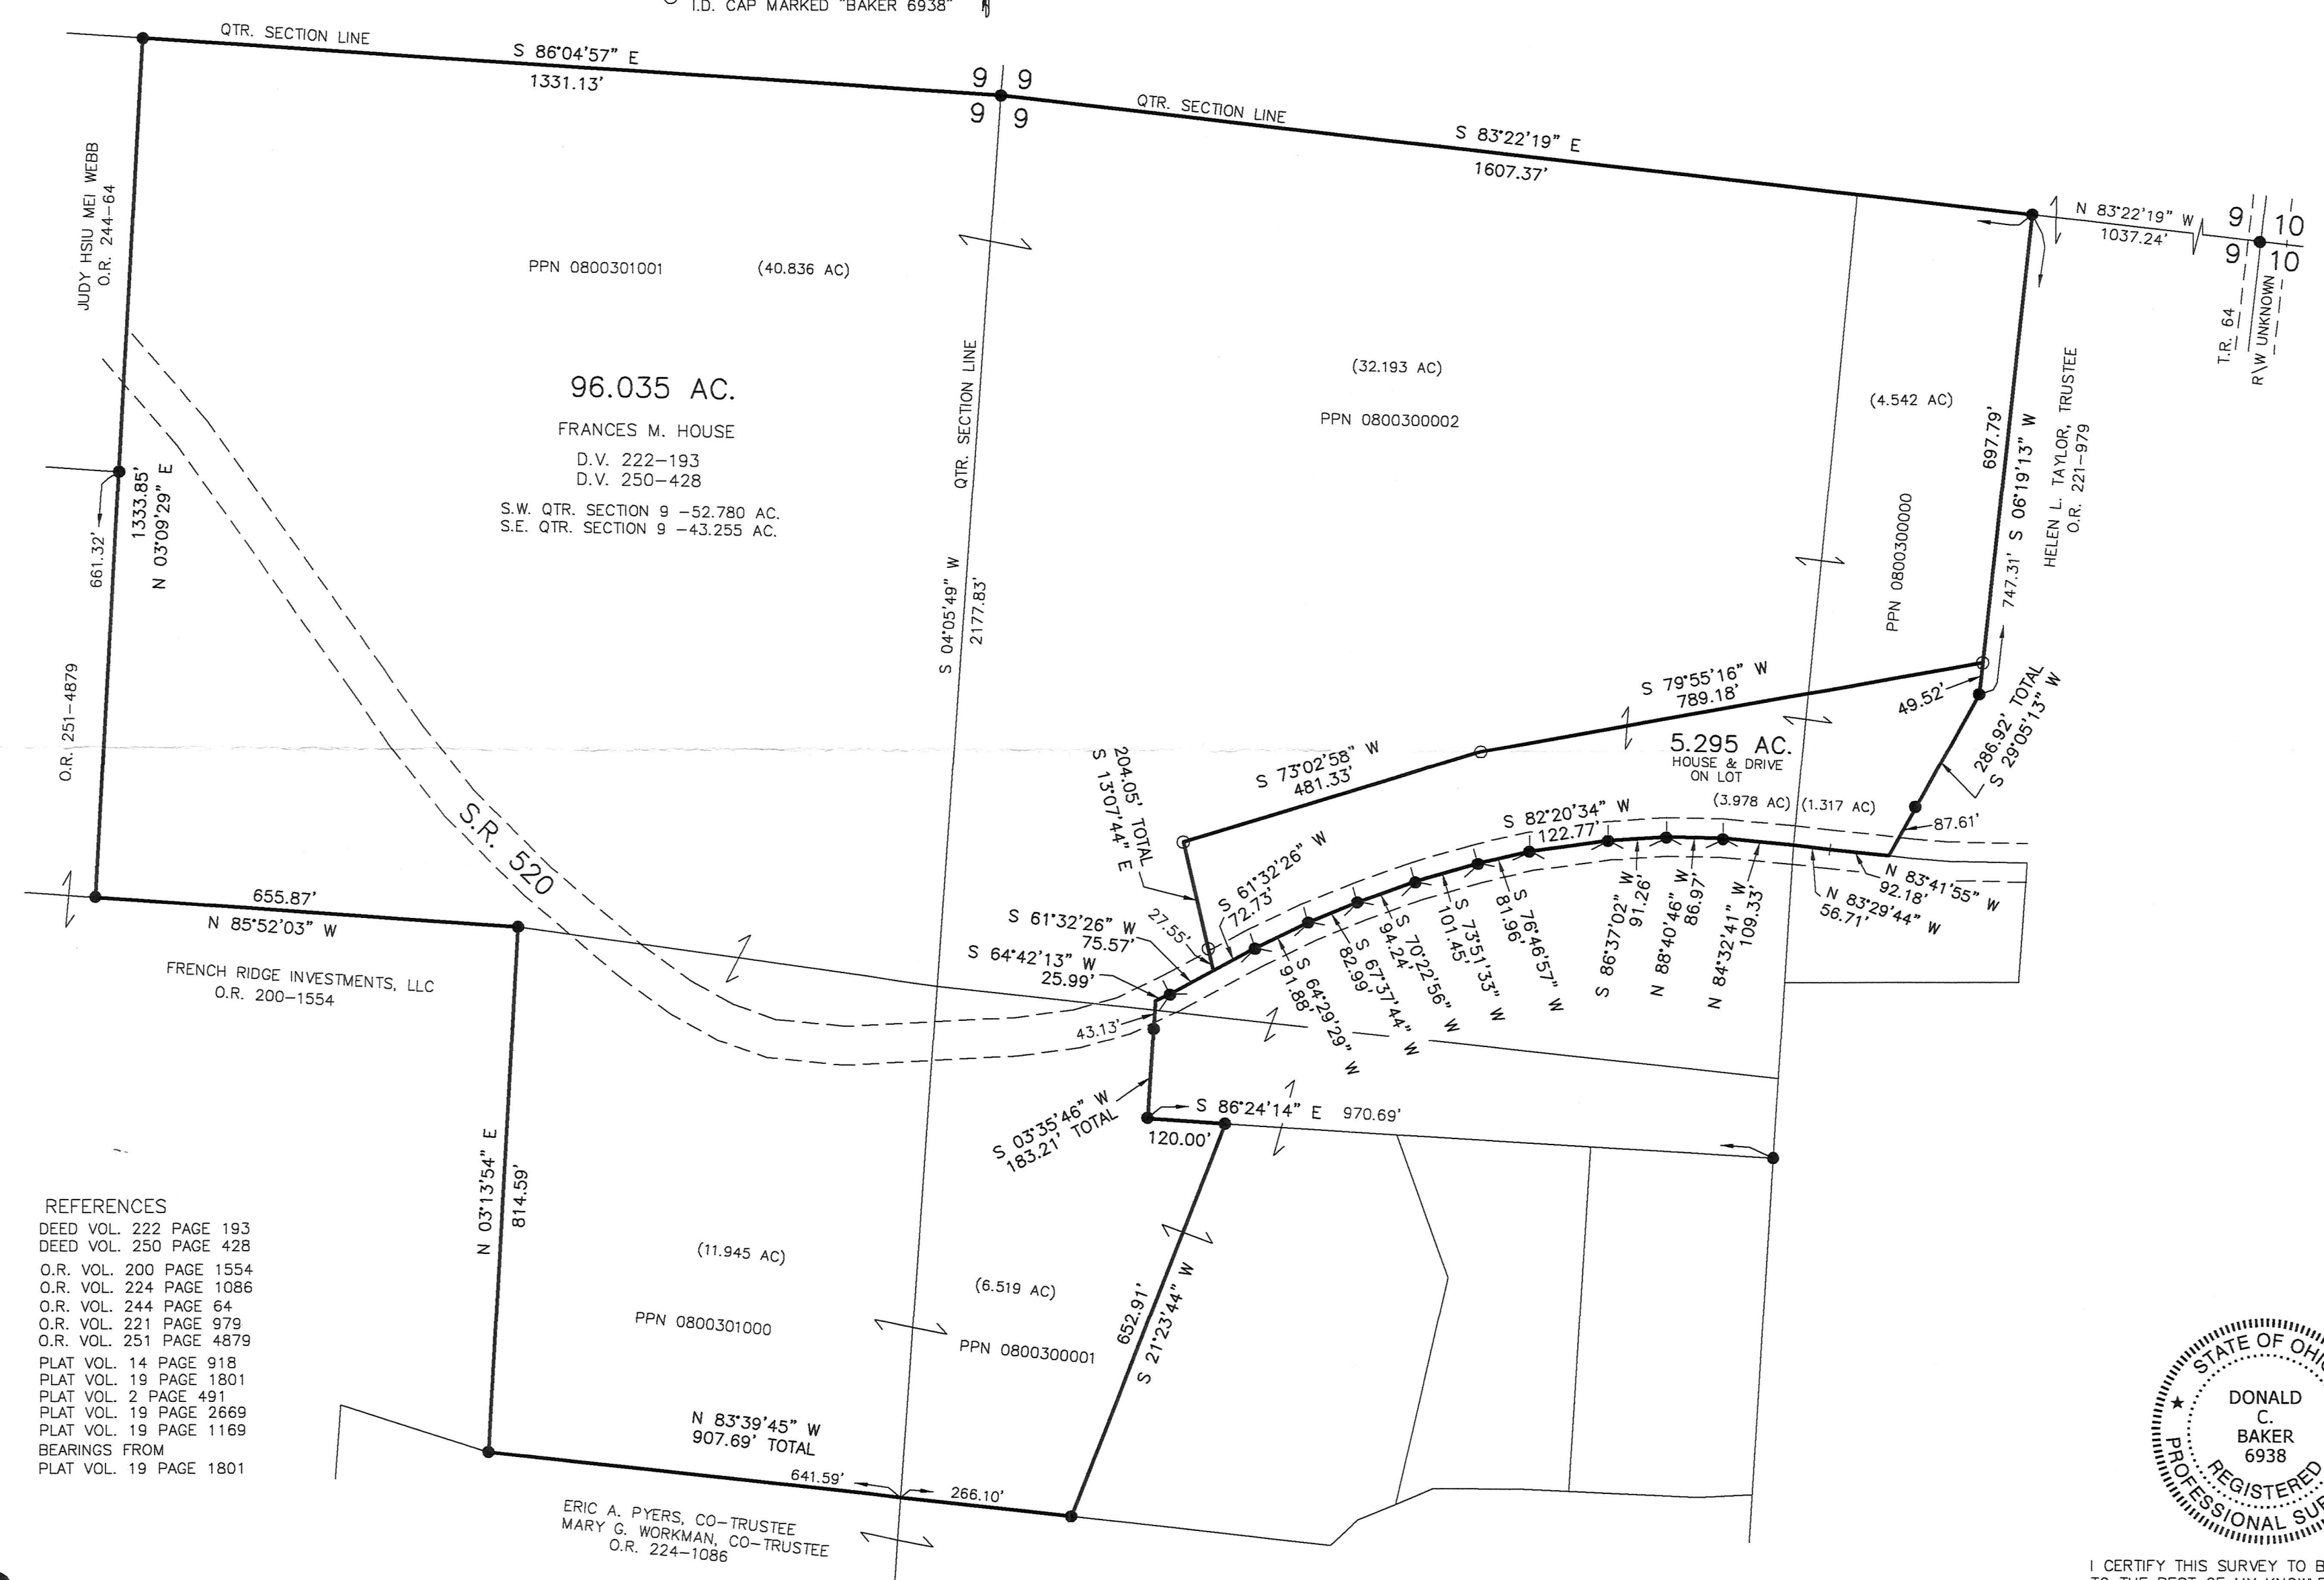 I.D. CAP MARKED "BAKER 6938"
QTR. SECTION LINE
S 86°04'57" E
1331.13'
9 9
9 9
QTR. SECTION LINE
S 83°22'19" E
1607.37'
N 83°22'19" W
1037.24'
9 10
9 10
T.R. 64
R\W UNKNOWN
JUDY HSIU MEI WEBB
O.R. 244-64
PPN 0800301001 (40.836 AC)
96.035 AC.
FRANCES M. HOUSE
D.V. 222-193
D.V. 250-428
S.W. QTR. SECTION 9 -52.780 AC.
S.E. QTR. SECTION 9 -43.255 AC.
QTR. SECTION LINE
S 04°05'49" W
2177.83'
(32.193 AC)
PPN 0800300002
(4.542 AC)
PPN 0800300000
697.79'
747.31' S 06°19'13" W
HELEN L. TAYLOR, TRUSTEE
O.R. 221-979
661.32'
1333.85'
N 03°09'29" E
O.R. 251-4879
S.R. 520
655.87'
N 85°52'03" W
FRENCH RIDGE INVESTMENTS, LLC
O.R. 200-1554
S 79°55'16" W
789.18'
49.52'
286.92' TOTAL
S 29°05'13" W
5.295 AC.
HOUSE & DRIVE
ON LOT
(3.978 AC) (1.317 AC)
87.61'
S 73°02'58" W
481.33'
204.05' TOTAL
S 13°07'44" E
27.55'
S 61°32'26" W
72.73'
S 61°32'26" W
75.57'
S 64°42'13" W
25.99'
43.13'
S 82°20'34" W
122.77'
S 64°29'29" W
91.88'
S 67°37'44" W
82.99'
S 70°22'56" W
94.24'
S 73°51'33" W
101.45'
S 76°46'57" W
81.96'
S 86°37'02" W
91.26'
N 88°40'46" W
86.97'
N 84°32'41" W
109.33'
N 83°29'44" W
56.71'
N 83°41'55" W
92.18'
S 03°35'46" W
183.21' TOTAL
S 86°24'14" E 970.69'
120.00'
N 03°13'54" E
814.59'
(11.945 AC)
PPN 0800301000
(6.519 AC)
PPN 0800300001
652.91'
S 21°23'44" W
N 83°39'45" W
907.69' TOTAL
641.59'
266.10'
ERIC A. PYERS, CO-TRUSTEE
MARY G. WORKMAN, CO-TRUSTEE
O.R. 224-1086
REFERENCES
DEED VOL. 222 PAGE 193
DEED VOL. 250 PAGE 428
O.R. VOL. 200 PAGE 1554
O.R. VOL. 224 PAGE 1086
O.R. VOL. 244 PAGE 64
O.R. VOL. 221 PAGE 979
O.R. VOL. 251 PAGE 4879
PLAT VOL. 14 PAGE 918
PLAT VOL. 19 PAGE 1801
PLAT VOL. 2 PAGE 491
PLAT VOL. 19 PAGE 2669
PLAT VOL. 19 PAGE 1169
BEARINGS FROM
PLAT VOL. 19 PAGE 1801
STATE OF OHI
DONALD
C.
BAKER
6938
REGISTERED
PROFESSIONAL SUR
I CERTIFY THIS SURVEY TO B